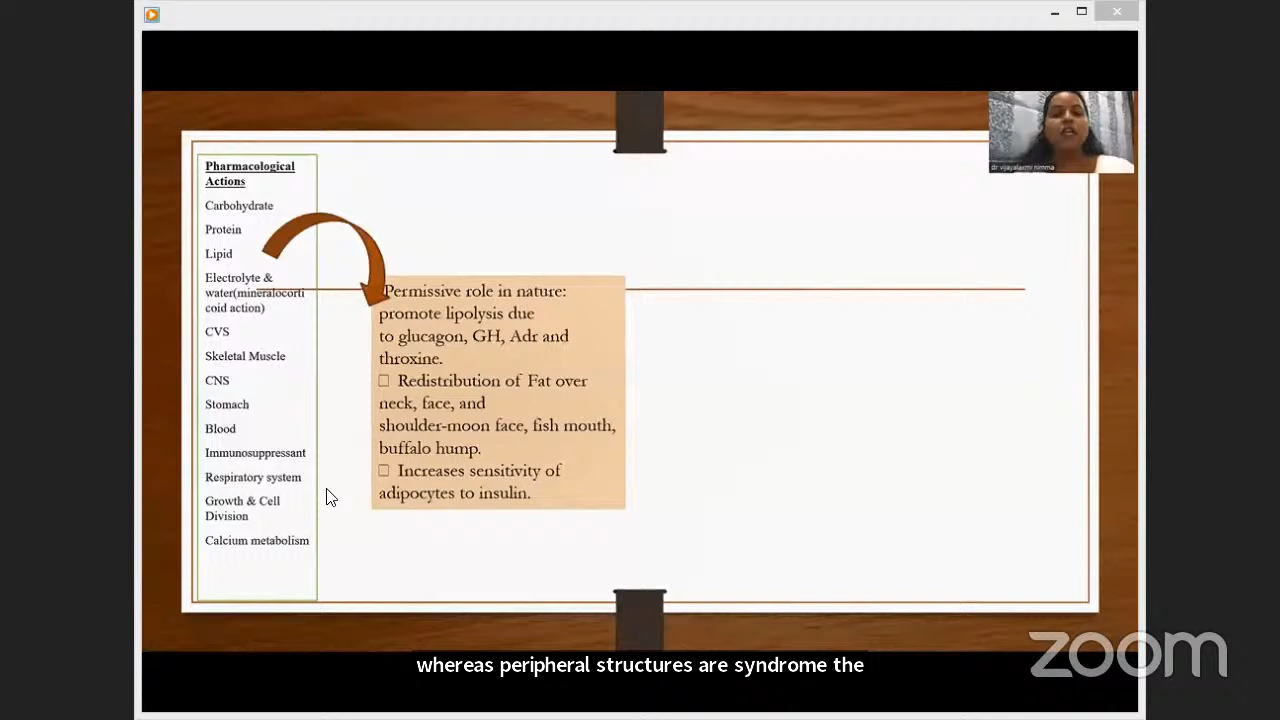 Pharmacological
Actions
Carbohydrate
Protein
Lipid
Electrolyte &
water(mineralocorti
coid action)
CVS
Skeletal Muscle
CNS
Stomach
Blood
Immunosuppressant
Respiratory system
Growth & Cell
Division
Calcium metabolism
Permissive role in nature:
promote lipolysis due
to glucagon, GH, Adr and
throxine.
Redistribution of Fat over
neck, face, and
shoulder-moon face, fish mouth,
buffalo hump.
Increases sensitivity of
adipocytes to insulin.
dr vijayalaxmi nimma
whereas peripheral structures are syndrome the
zoom